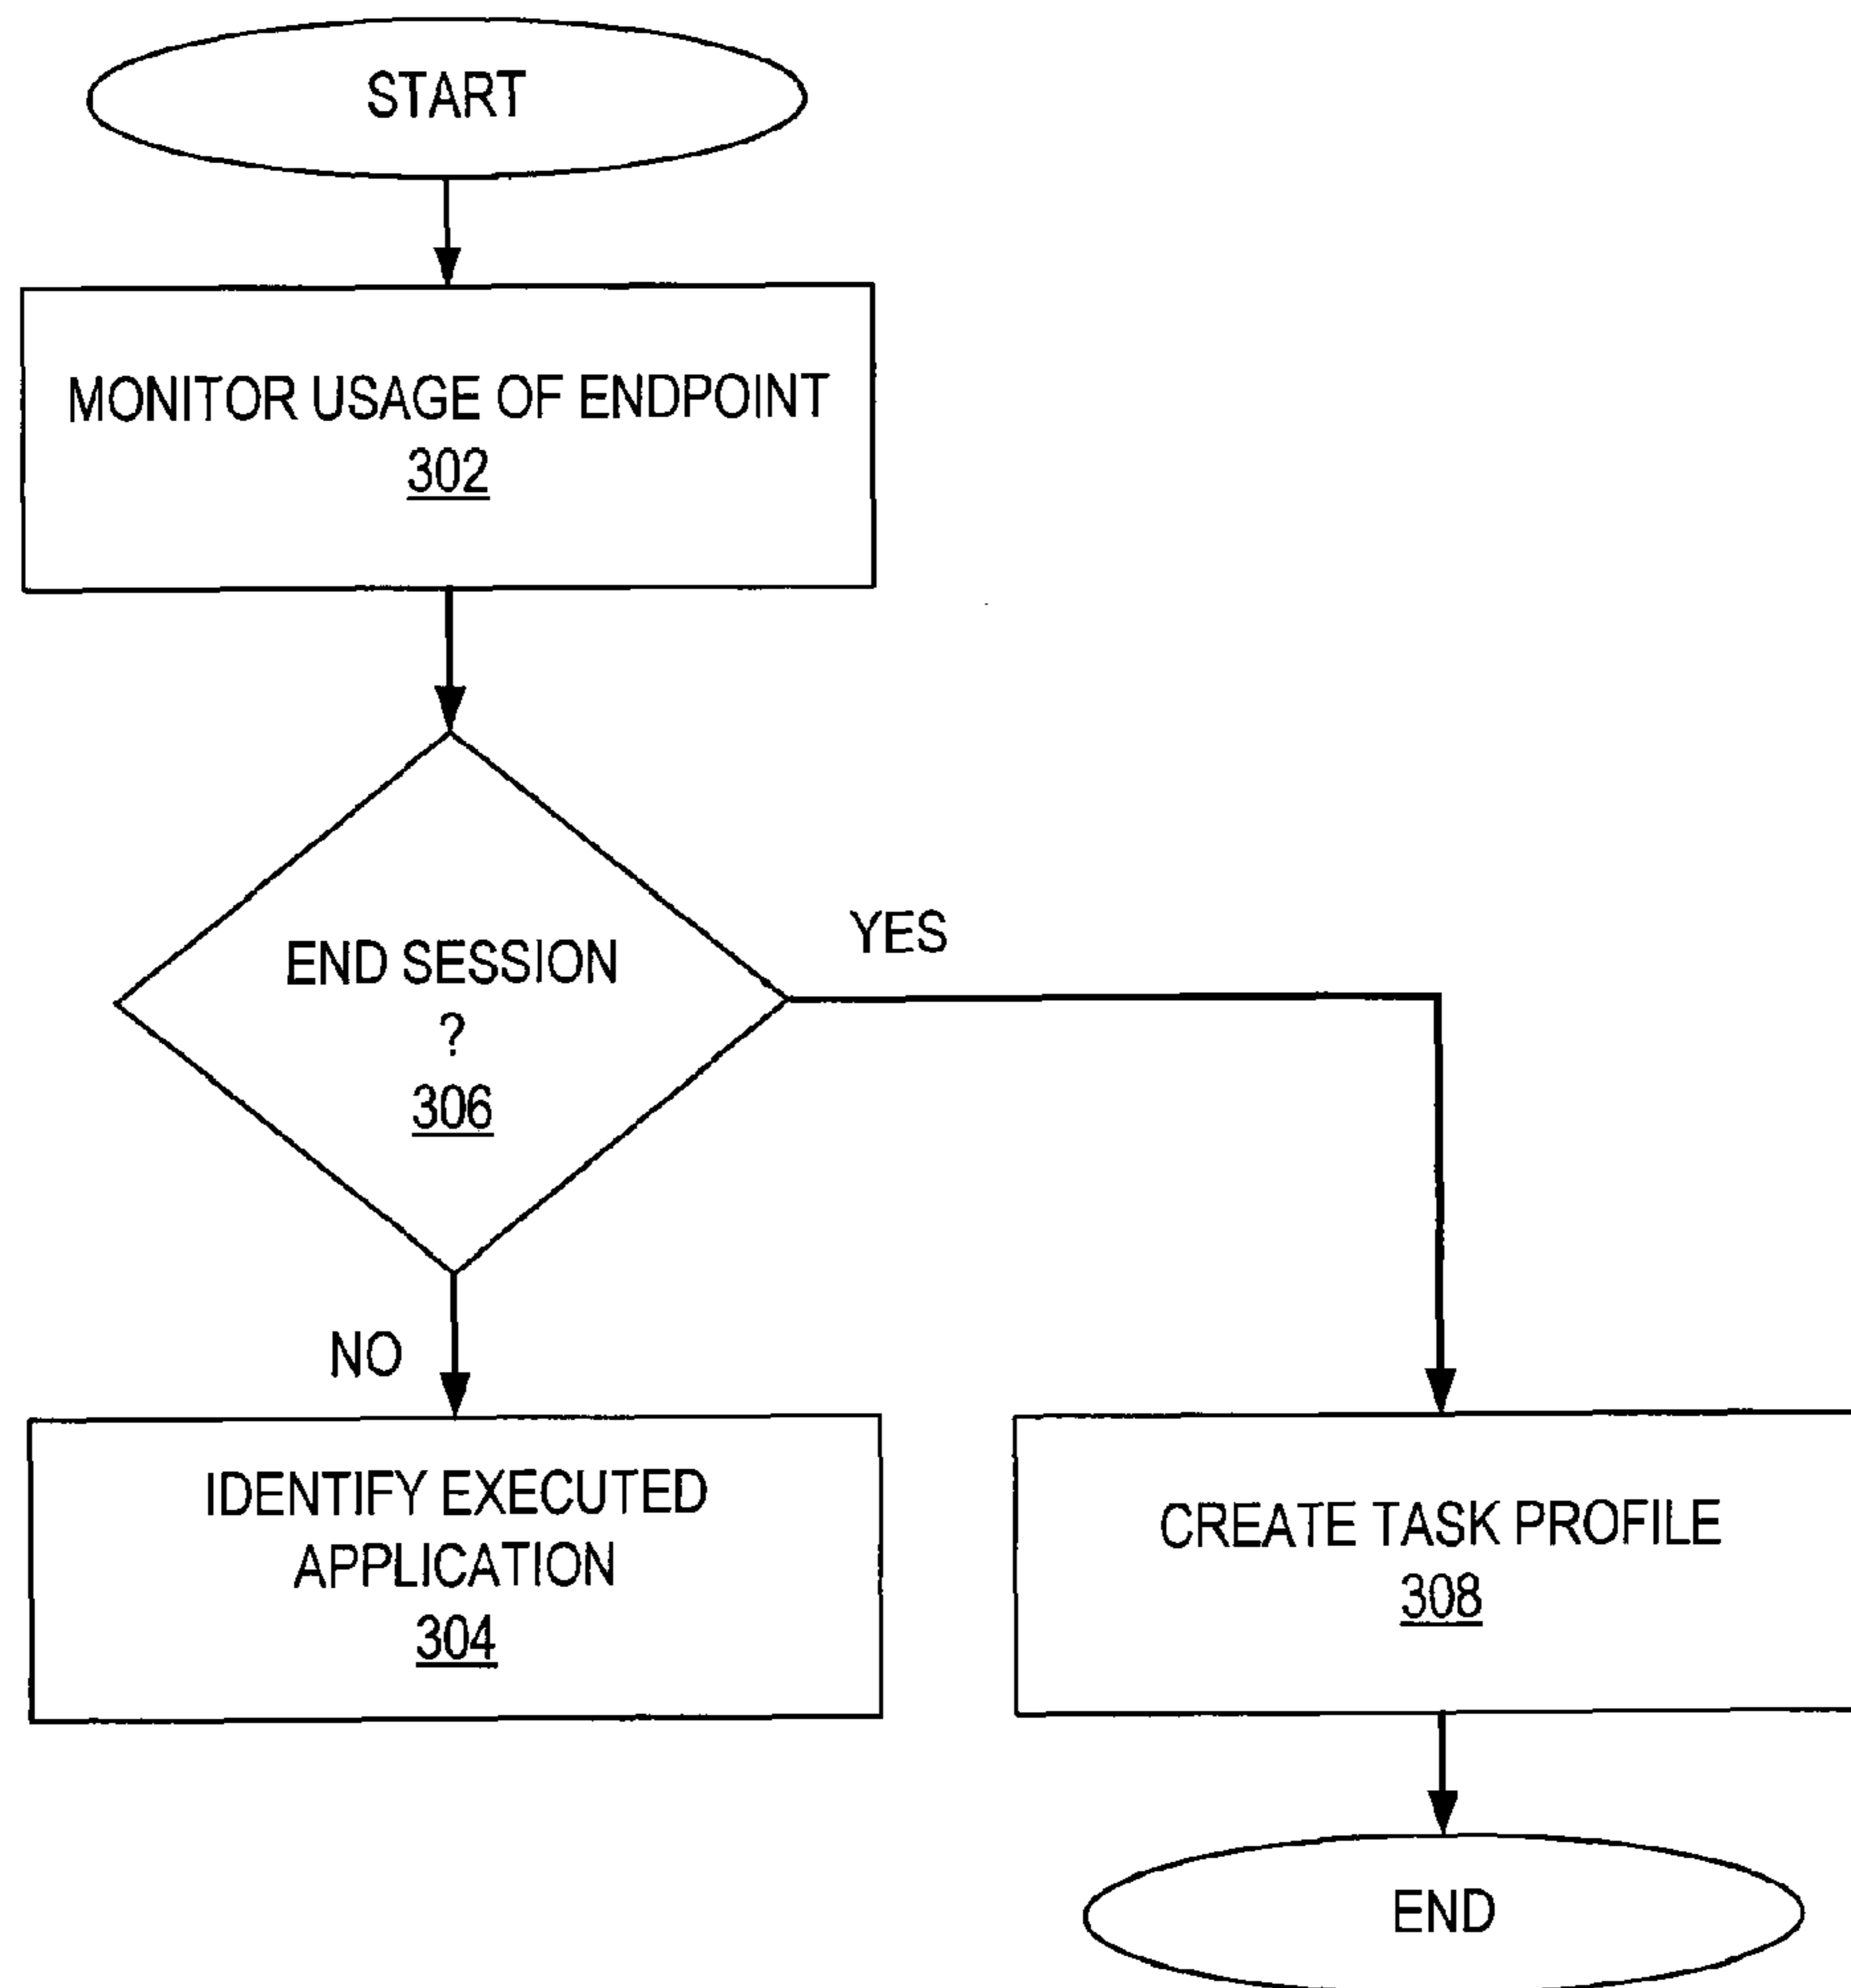 START
MONITOR USAGE OF ENDPOINT
302
END SESSION
?
306
YES
NO
IDENTIFY EXECUTED
APPLICATION
304
CREATE TASK PROFILE
308
END